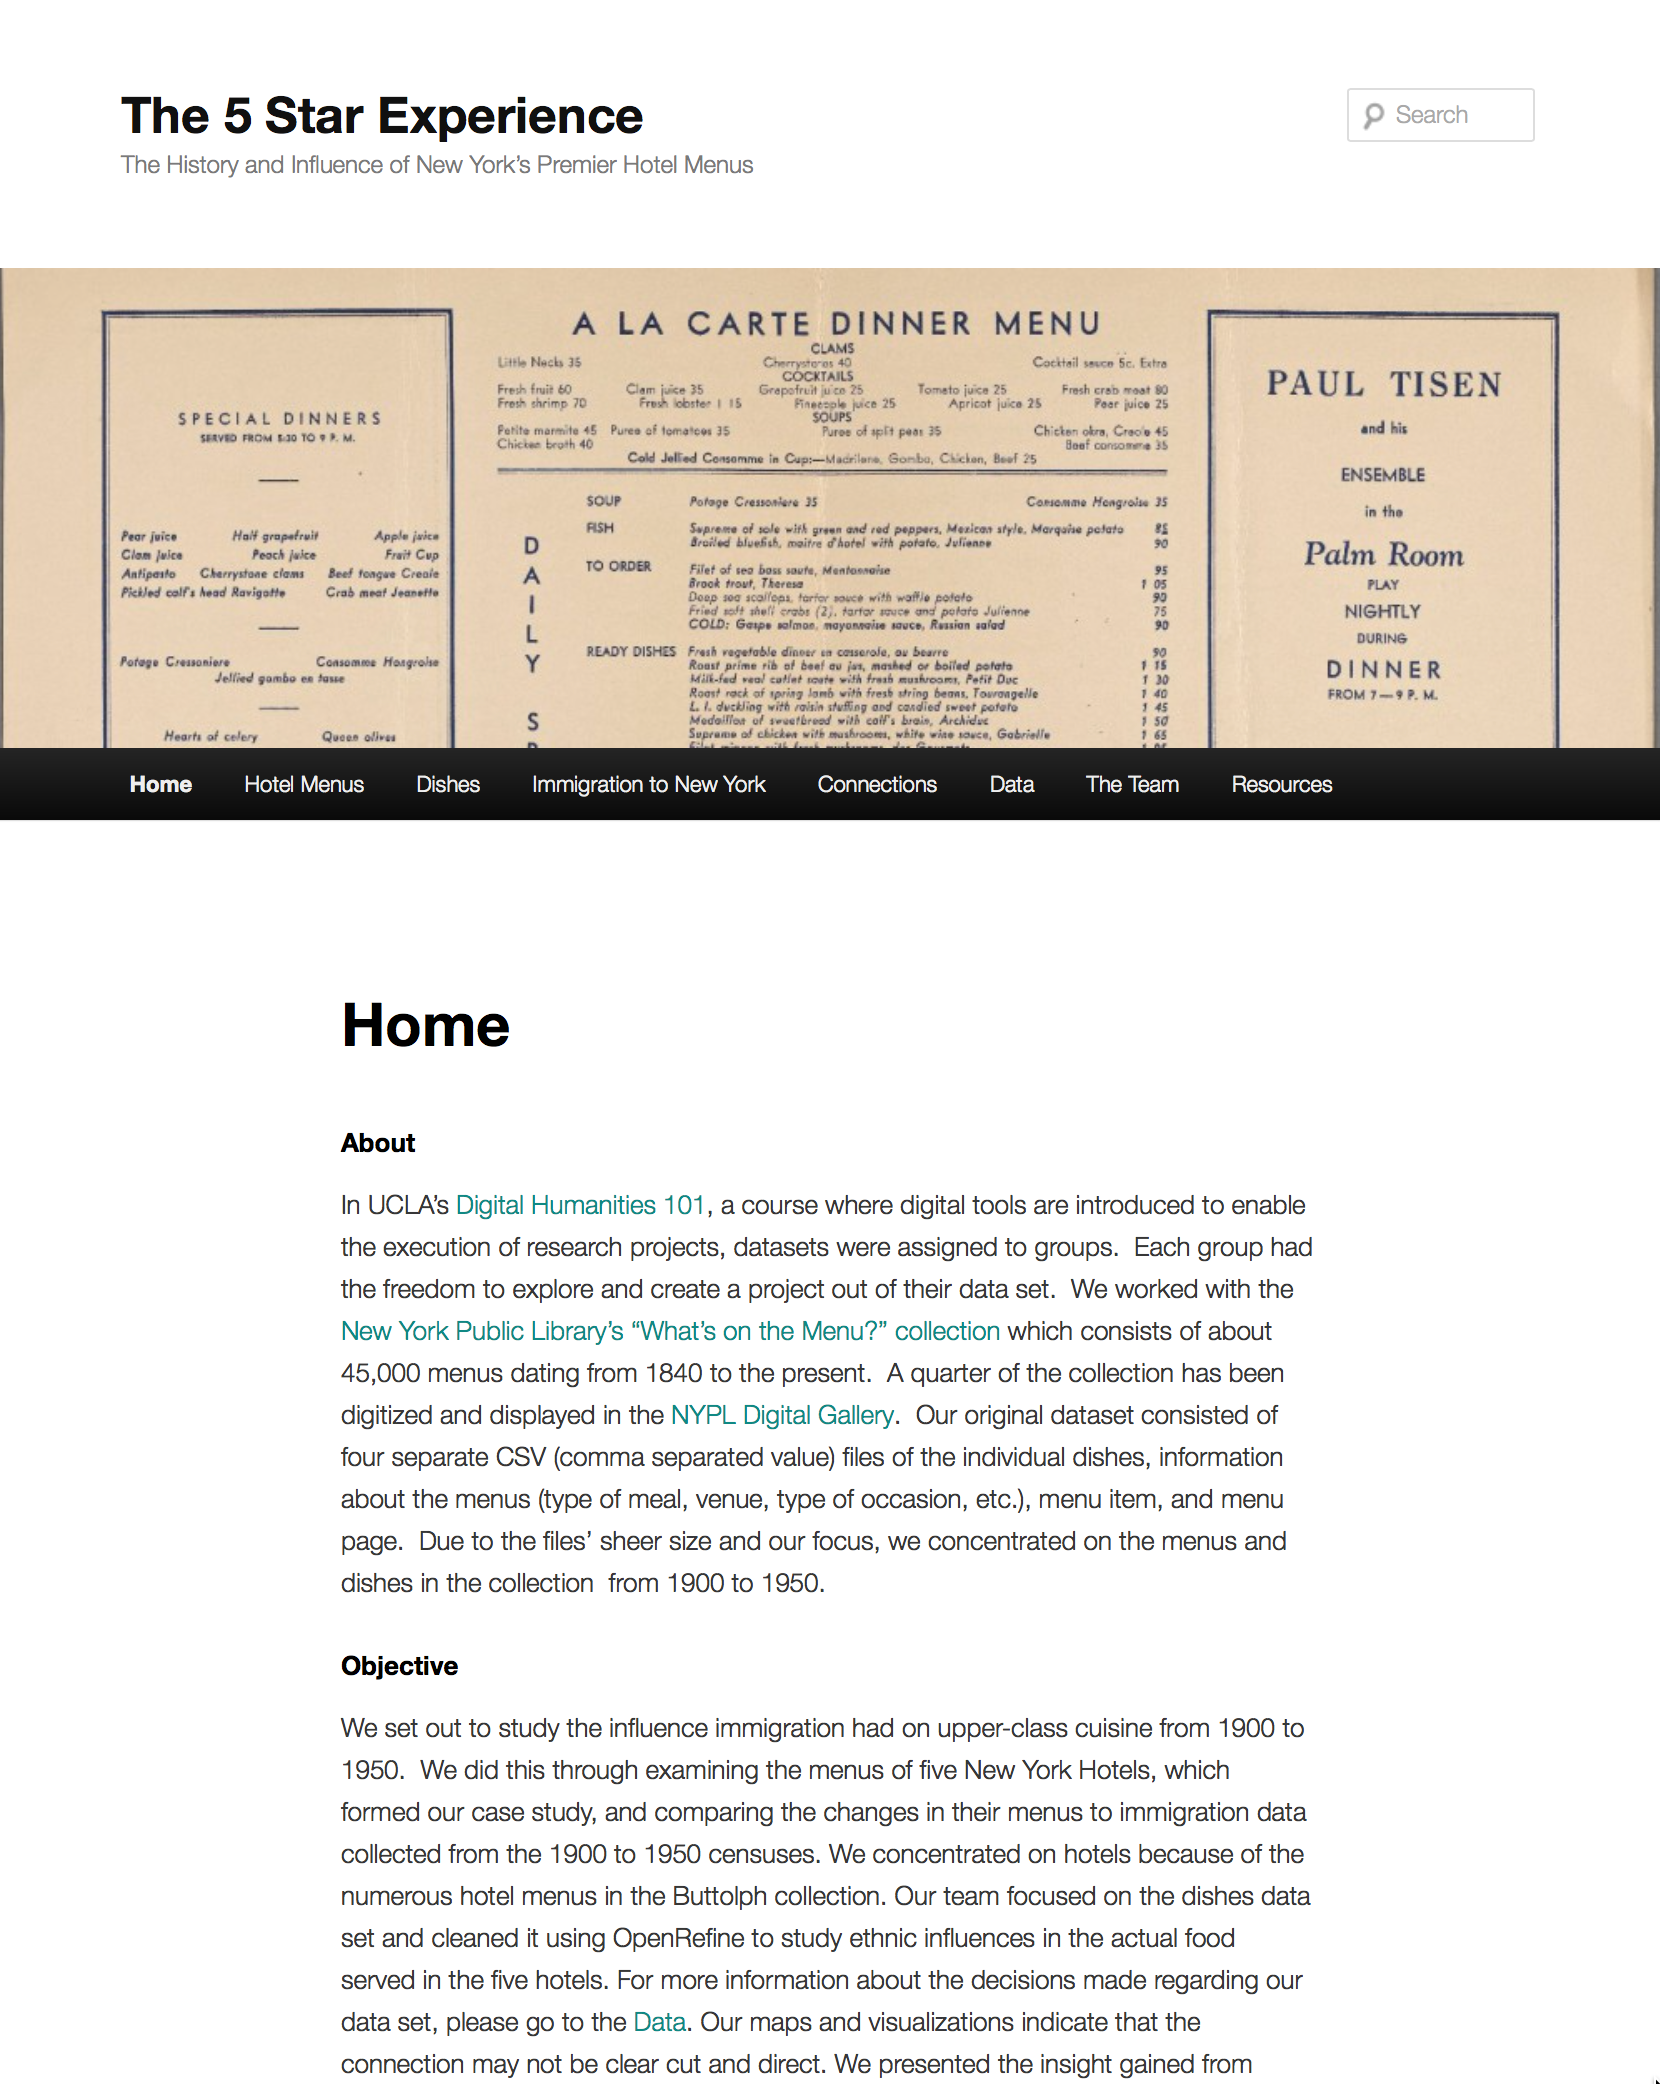 The 5 Star Experience
Search
The History and Influence of New York's Premier Hotel Menus
A LA CARTE DINNER MENU
CLAMS
Little Necks 35 Cherrystones 40 Cocktail sauce 5c. Extra
COCKTAILS
Fresh fruit 60 Clam juice 35 Grapefruit juice 25 Tomato juice 25 Fresh crab meat 80
Fresh shrimp 70 Fresh lobster 1 15 Pineapple juice 25 Apricot juice 25 Pear juice 25
SOUPS
Petite marmite 45 Puree of tomatoes 35 Puree of split peas 35 Chicken okra, Creole 45
Chicken broth 40 Beef consomme 35
Cold Jellied Consomme in Cup:—Madrilene, Gombo, Chicken, Beef 25
SPECIAL DINNERS
SERVED FROM 5:30 TO 9 P. M.
Pear juice Half grapefruit Apple juice
Clam juice Peach juice Fruit Cup
Antipasto Cherrystone clams Beef tongue Creole
Pickled calf's head Ravigotte Crab meat Jeanette
Potage Cressoniere Consomme Hongroise
Jellied gombo en tasse
Hearts of celery Queen olives
DAILY S
SOUP Potage Cressoniere 35 Consomme Hongroise 35
FISH Supreme of sole with green and red peppers, Mexican style, Marquise potato 85
Broiled bluefish, maitre d'hotel with potato, Julienne 90
TO ORDER Filet of sea bass saute, Mentonnaise 95
Brook trout, Theresa 1 05
Deep sea scallops, tartar sauce with waffle potato 90
Fried soft shell crabs (2), tartar sauce and potato Julienne 75
COLD: Gaspe salmon, mayonnaise sauce, Russian salad 90
READY DISHES Fresh vegetable dinner en casserole, au beurre 90
Roast prime rib of beef au jus, mashed or boiled potato 1 15
Milk-fed veal cutlet saute with fresh mushrooms, Petit Duc 1 30
Roast rack of spring lamb with fresh string beans, Tourangelle 1 40
L. I. duckling with raisin stuffing and candied sweet potato 1 45
Medallion of sweetbread with calf's brain, Archiduc 1 50
Supreme of chicken with mushrooms, white wine sauce, Gabrielle 1 65
PAUL TISEN
and his
ENSEMBLE
in the
Palm Room
PLAY
NIGHTLY
DURING
DINNER
FROM 7—9 P. M.
Home Hotel Menus Dishes Immigration to New York Connections Data The Team Resources
Home
About
In UCLA's Digital Humanities 101, a course where digital tools are introduced to enable
the execution of research projects, datasets were assigned to groups. Each group had
the freedom to explore and create a project out of their data set. We worked with the
New York Public Library's “What's on the Menu?” collection which consists of about
45,000 menus dating from 1840 to the present. A quarter of the collection has been
digitized and displayed in the NYPL Digital Gallery. Our original dataset consisted of
four separate CSV (comma separated value) files of the individual dishes, information
about the menus (type of meal, venue, type of occasion, etc.), menu item, and menu
page. Due to the files' sheer size and our focus, we concentrated on the menus and
dishes in the collection from 1900 to 1950.
Objective
We set out to study the influence immigration had on upper-class cuisine from 1900 to
1950. We did this through examining the menus of five New York Hotels, which
formed our case study, and comparing the changes in their menus to immigration data
collected from the 1900 to 1950 censuses. We concentrated on hotels because of the
numerous hotel menus in the Buttolph collection. Our team focused on the dishes data
set and cleaned it using OpenRefine to study ethnic influences in the actual food
served in the five hotels. For more information about the decisions made regarding our
data set, please go to the Data. Our maps and visualizations indicate that the
connection may not be clear cut and direct. We presented the insight gained from